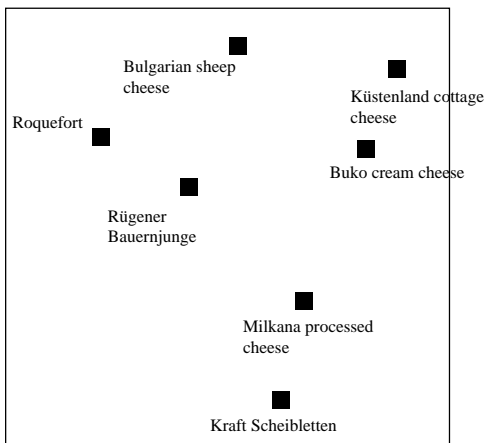 Bulgarian sheep
cheese
Küstenland cottage
cheese
Roquefort
Buko cream cheese
Rügener
Bauernjunge
Milkana processed
cheese
Kraft Scheibletten